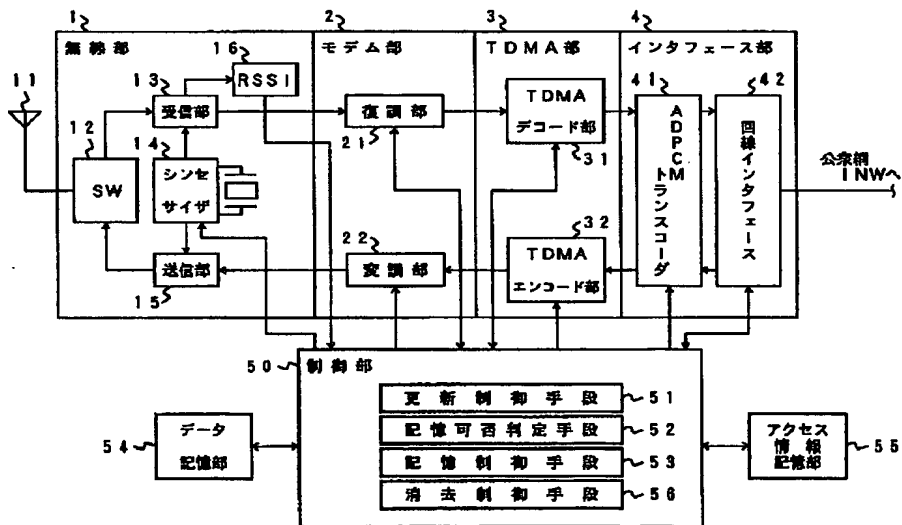 1
無線部
2
モデム部
3
TDMA部
4
インタフェース部
11
12
SW
13
受信部
14
シンセ
サイザ
15
送信部
16
RSSI
21
復調部
22
変調部
31
TDMA
デコード部
32
TDMA
エンコード部
41
ADPCMトランスコーダ
42
回線インタフェース
公衆網
INWへ
50
制御部
更新制御手段
51
記憶可否判定手段
52
記憶制御手段
53
消去制御手段
56
54
データ
記憶部
アクセス
情報
記憶部
55